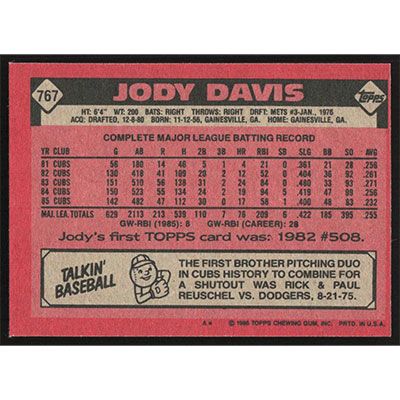 767
JODY DAVIS
topps
HT: 6'4" WT: 200 BATS: RIGHT THROWS: RIGHT DRFT: METS #3-JAN., 1976
ACQ: DRAFTED, 12-8-80 BORN: 11-12-56, GAINESVILLE, GA. HOME: GAINESVILLE, GA.
COMPLETE MAJOR LEAGUE BATTING RECORD
YR CLUB G AB R H 2B 3B HR RBI SB SLG BB SO AVG
81 CUBS 56 180 14 46 5 1 4 21 0 .361 21 28 .256
82 CUBS 130 418 41 109 20 2 12 52 0 .404 36 92 .261
83 CUBS 151 510 56 138 31 2 24 84 0 .480 33 93 .271
84 CUBS 150 523 55 134 24 2 19 94 5 .419 47 99 .256
85 CUBS 142 482 47 112 30 0 17 58 1 .400 48 83 .232
MAJ. LEA. TOTALS 629 2113 213 539 110 7 76 309 6 .422 185 395 .255
GW-RBI (1985): 8 GW-RBI (CAREER): 28
Jody's first TOPPS card was: 1982 #508.
TALKIN' BASEBALL
THE FIRST BROTHER PITCHING DUO
IN CUBS HISTORY TO COMBINE FOR
A SHUTOUT WAS RICK & PAUL
REUSCHEL VS. DODGERS, 8-21-75.
A* © 1986 TOPPS CHEWING GUM, INC. PRTD. IN U.S.A.